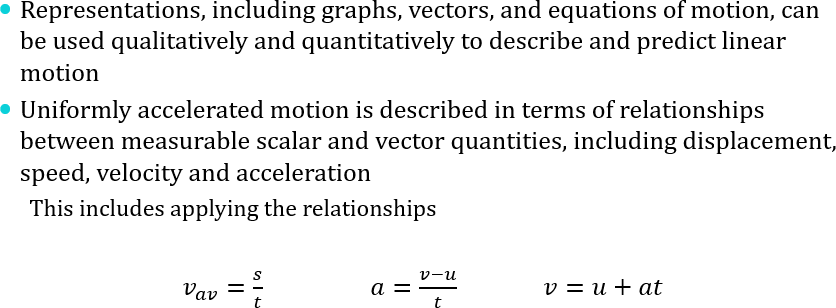 • Representations, including graphs, vectors, and equations of motion, can
be used qualitatively and quantitatively to describe and predict linear
motion
• Uniformly accelerated motion is described in terms of relationships
between measurable scalar and vector quantities, including displacement,
speed, velocity and acceleration
This includes applying the relationships
v_{av} = \frac{s}{t} a = \frac{v-u}{t} v = u + at